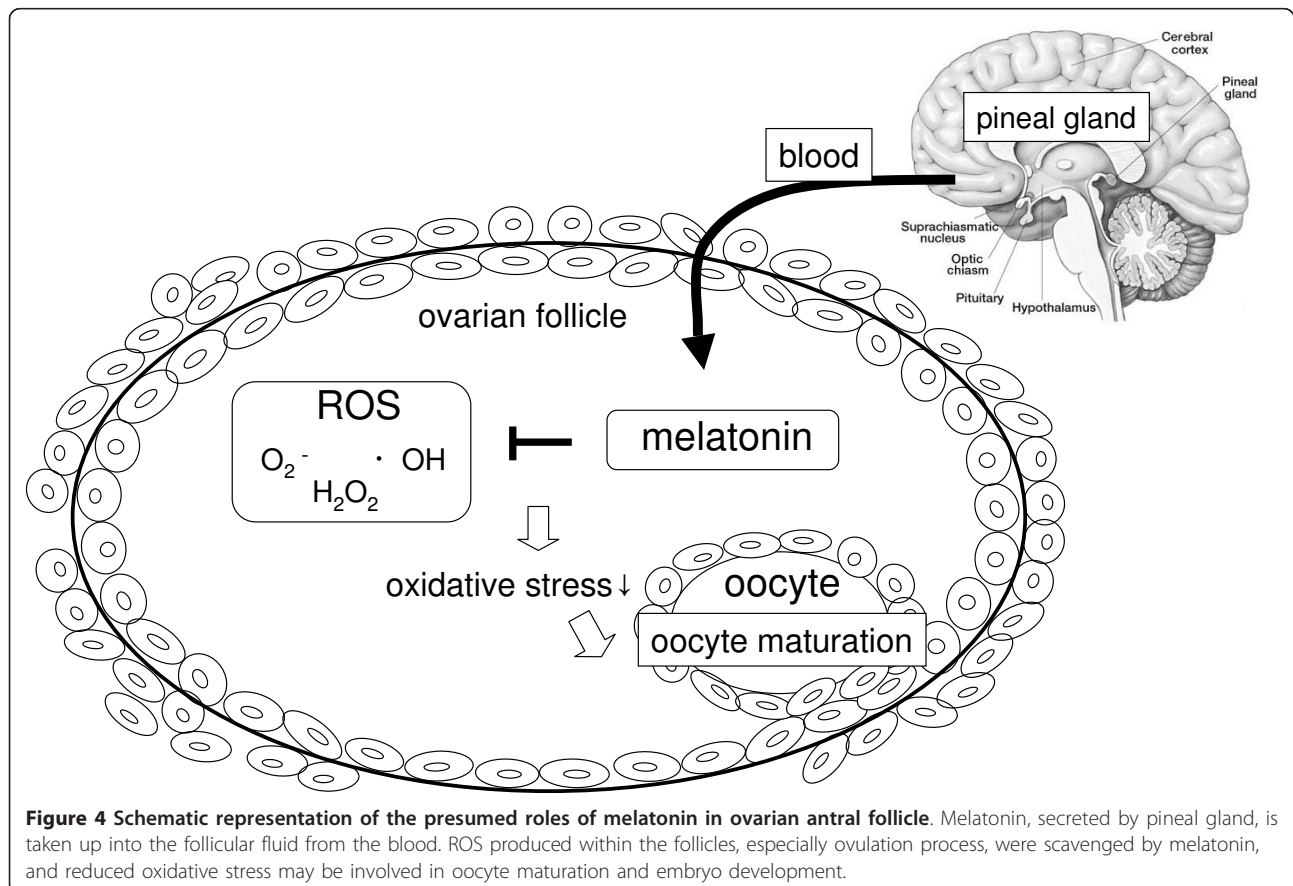 Cerebral
cortex
Pineal
gland
pineal gland
blood
Suprachiasmatic
nucleus
Optic
chiasm
Pituitary
Hypothalamus
ovarian follicle
ROS
O₂⁻ · OH
H₂O₂
melatonin
oxidative stress ↓
oocyte
oocyte maturation
Figure 4 Schematic representation of the presumed roles of melatonin in ovarian antral follicle. Melatonin, secreted by pineal gland, is
taken up into the follicular fluid from the blood. ROS produced within the follicles, especially ovulation process, were scavenged by melatonin,
and reduced oxidative stress may be involved in oocyte maturation and embryo development.